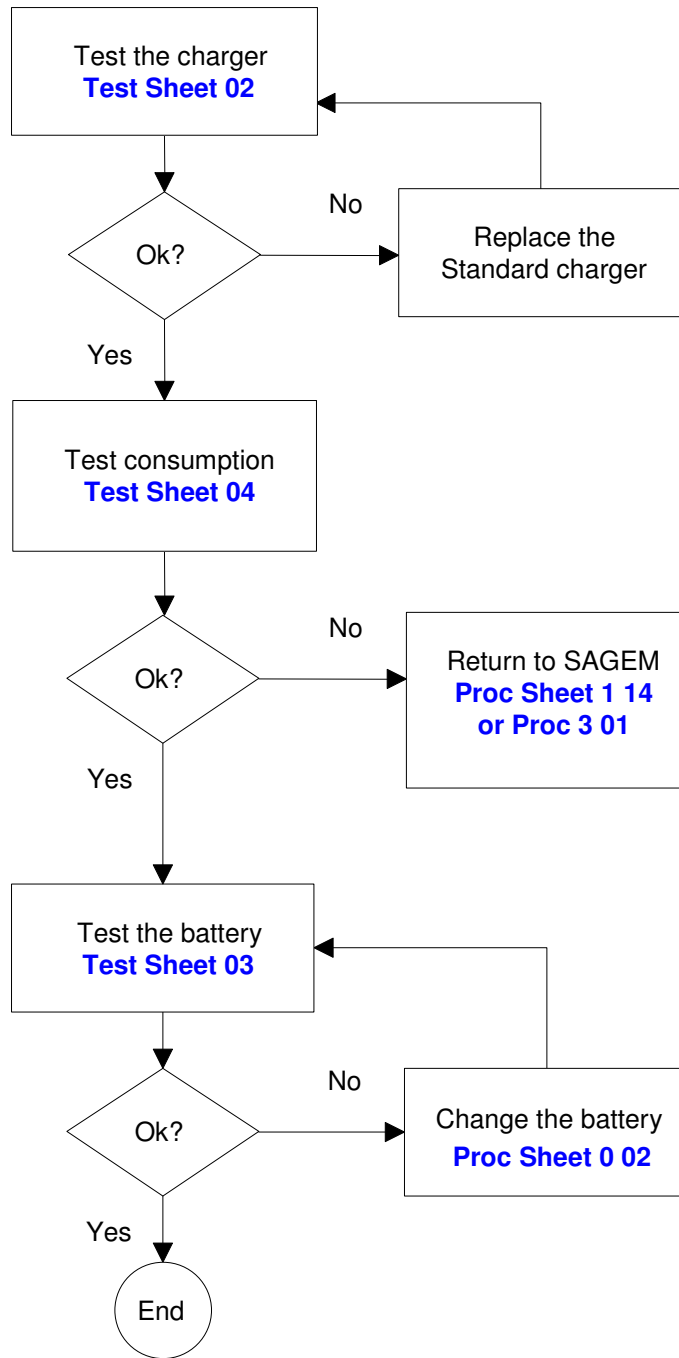 Test the charger
Test Sheet 02
No
Ok?
Replace the
Standard charger
Yes
Test consumption
Test Sheet 04
No
Ok?
Return to SAGEM
Proc Sheet 1 14
or Proc 3 01
Yes
Test the battery
Test Sheet 03
No
Ok?
Change the battery
Proc Sheet 0 02
Yes
End